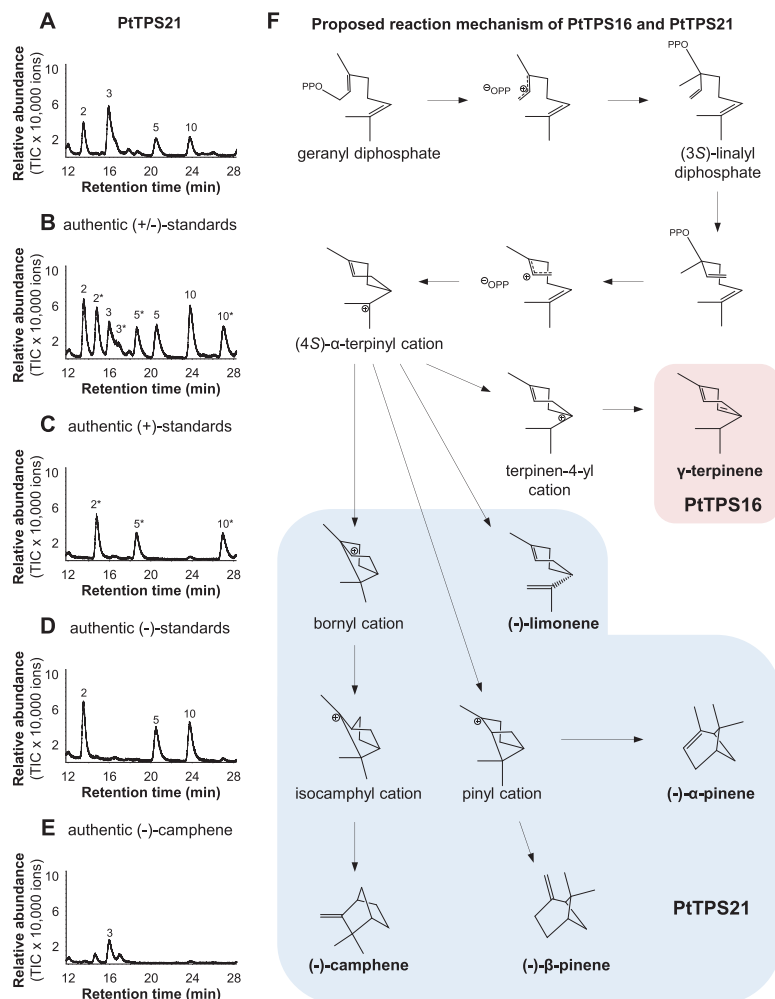 A
PtTPS21
Relative abundance
(TIC x 10,000 ions)
10
8
6
2
2
3
5
10
12 16 20 24 28
Retention time (min)
B authentic (+/-)-standards
Relative abundance
(TIC x 10,000 ions)
10
8
6
2
2
2*
3
3*
5*
5
10
10*
12 16 20 24 28
Retention time (min)
C authentic (+)-standards
Relative abundance
(TIC x 10,000 ions)
10
8
6
2
2*
5*
10*
12 16 20 24 28
Retention time (min)
D authentic (-)-standards
Relative abundance
(TIC x 10,000 ions)
10
8
6
2
2
5
10
12 16 20 24 28
Retention time (min)
E authentic (-)-camphene
Relative abundance
(TIC x 10,000 ions)
10
8
6
2
3
12 16 20 24 28
Retention time (min)
F Proposed reaction mechanism of PtTPS16 and PtTPS21
PPO
geranyl diphosphate
⊖OPP
⊕
PPO
(3S)-linalyl
diphosphate
PPO
⊖OPP
⊕
⊕
(4S)-α-terpinyl cation
⊕
terpinen-4-yl
cation
γ-terpinene
PtTPS16
⊕
bornyl cation
(-)-limonene
⊕
isocamphyl cation
⊕
pinyl cation
(-)-α-pinene
(-)-camphene
(-)-β-pinene
PtTPS21